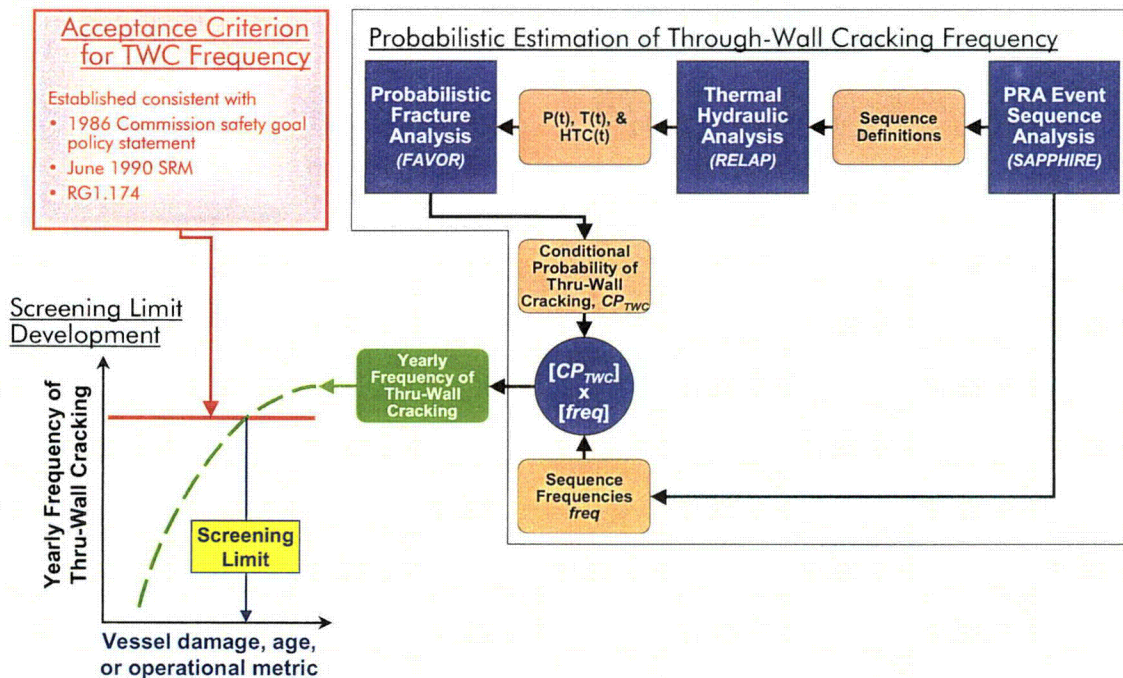 Acceptance Criterion
for TWC Frequency
Established consistent with
• 1986 Commission safety goal
policy statement
• June 1990 SRM
• RG1.174
Probabilistic Estimation of Through-Wall Cracking Frequency
Probabilistic
Fracture
Analysis
(FAVOR)
P(t), T(t), &
HTC(t)
Thermal
Hydraulic
Analysis
(RELAP)
Sequence
Definitions
PRA Event
Sequence
Analysis
(SAPPHIRE)
Conditional
Probability of
Thru-Wall
Cracking, CP_TWC
[CP_TWC]
x
[freq]
Sequence
Frequencies
freq
Yearly
Frequency of
Thru-Wall
Cracking
Screening Limit
Development
Yearly Frequency of
Thru-Wall Cracking
Screening
Limit
Vessel damage, age,
or operational metric